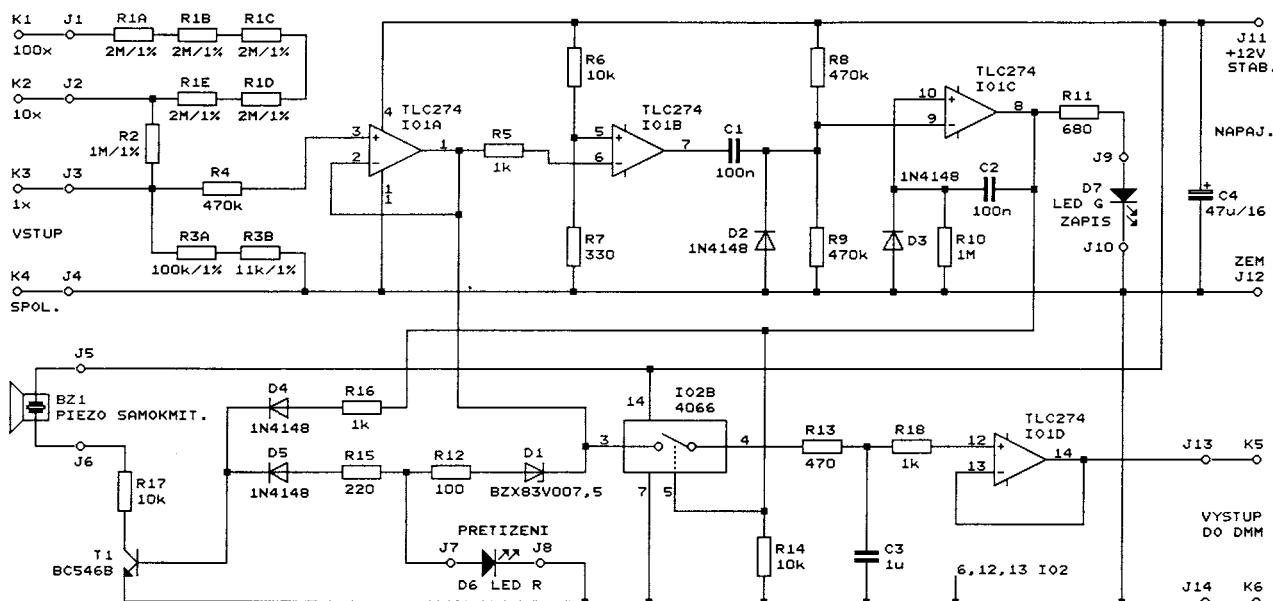 K1 J1 R1A R1B R1C
100x 2M/1% 2M/1% 2M/1%
K2 J2 R1E R1D
10x 2M/1% 2M/1%
R2
1M/1%
K3 J3 R4
1x 470k
VSTUP
R3A R3B
100k/1% 11k/1%
K4 J4
SPOL.
TLC274
IO1A
4
3
2
1
1
1
R5
1k
R6
10k
R7
330
TLC274
IO1B
5
6
7
C1
100n
D2
1N4148
R8
470k
R9
470k
TLC274
IO1C
10
9
8
1N4148
D3
C2
100n
R10
1M
R11
680
J9
D7
LED G
ZAPIS
J10
+
C4
47u/16
J11
+12V
STAB.
NAPAJ.
ZEM
J12
J5
BZ1
PIEZO SAMOKMIT.
J6
R17
10k
T1
BC546B
D4
1N4148
R16
1k
D5
1N4148
R15
220
R12
100
D1
BZX83V007,5
PRETIZENI
J7 J8
D6 LED R
IO2B
4066
14
3
4
7
5
R13
470
R18
1k
R14
10k
C3
1u
TLC274
IO1D
12
13
14
6,12,13 IO2
J13 K5
VYSTUP
DO DMM
J14 K6